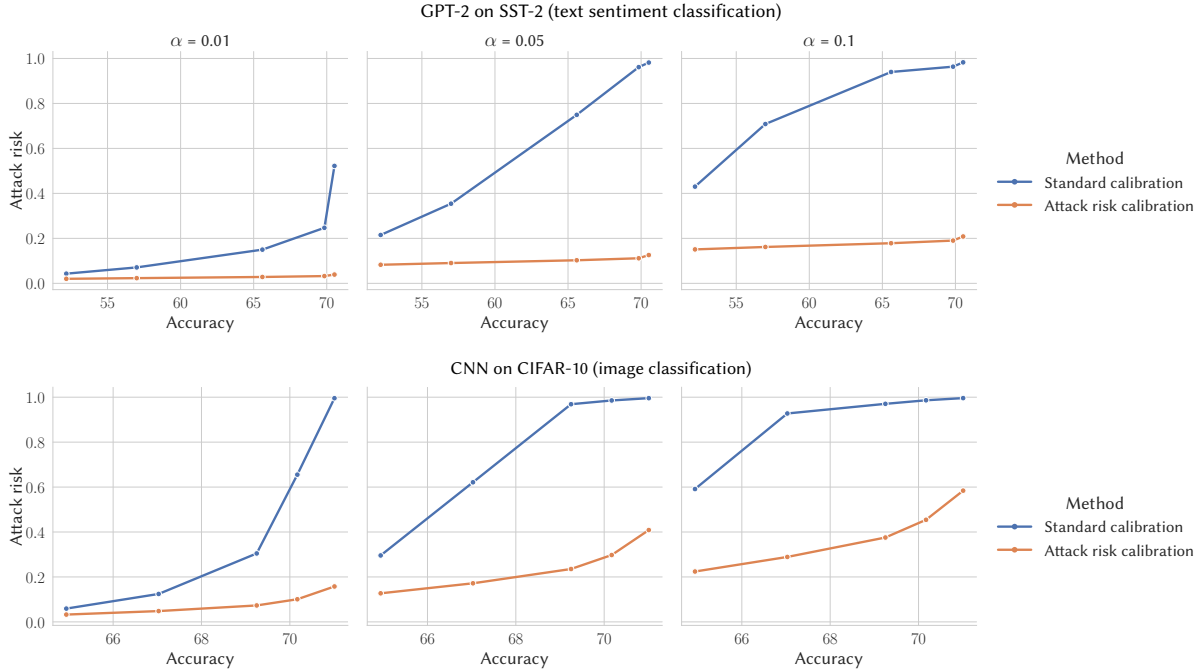 GPT-2 on SST-2 (text sentiment classification)
α = 0.01
α = 0.05
α = 0.1
1.0
0.8
0.6
0.4
0.2
0.0
Attack risk
55 60 65 70
55 60 65 70
55 60 65 70
Accuracy
Accuracy
Accuracy
Method
Standard calibration
Attack risk calibration
CNN on CIFAR-10 (image classification)
1.0
0.8
0.6
0.4
0.2
0.0
Attack risk
66 68 70
66 68 70
66 68 70
Accuracy
Accuracy
Accuracy
Method
Standard calibration
Attack risk calibration